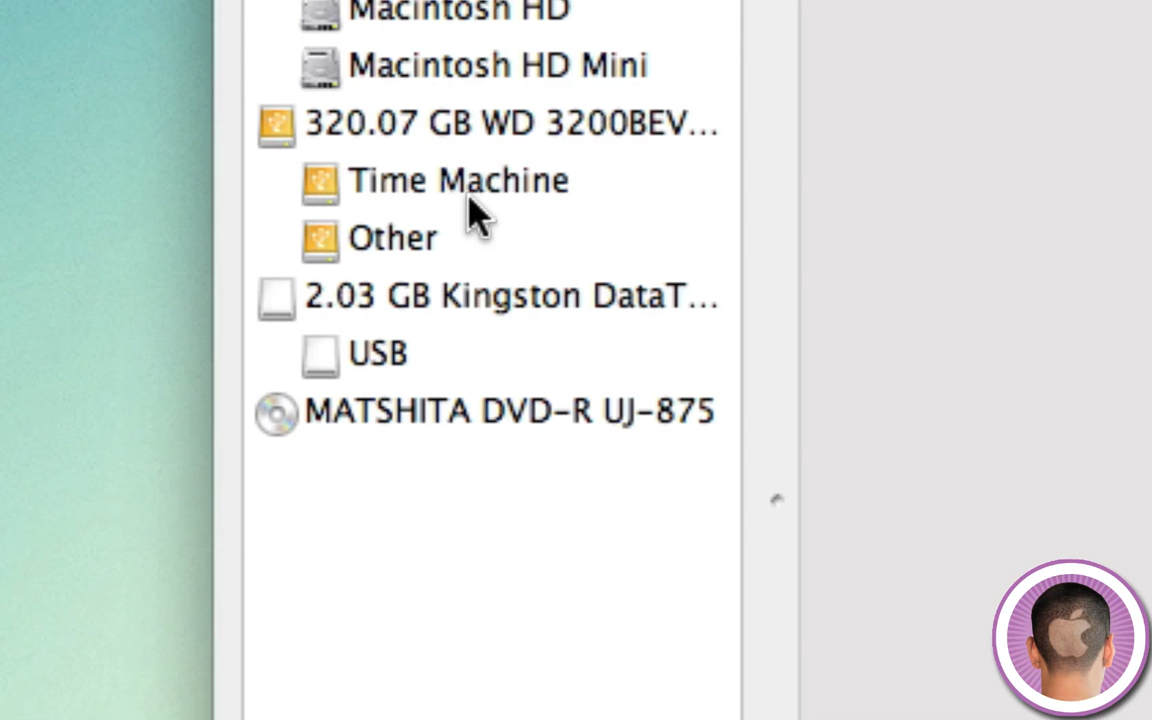 Macintosh HD
Macintosh HD Mini
320.07 GB WD 3200BEV...
Time Machine
Other
2.03 GB Kingston DataT...
USB
MATSHITA DVD-R UJ-875